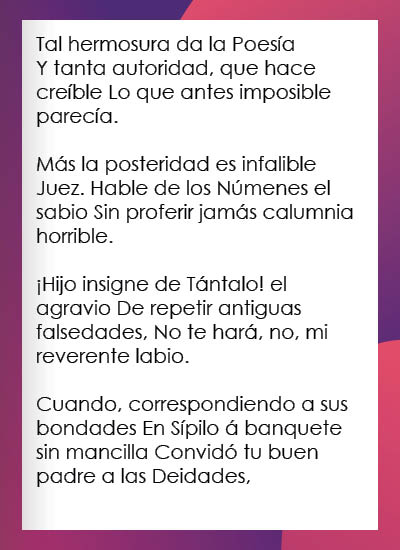 Tal hermosura da la Poesía
Y tanta autoridad, que hace
creíble Lo que antes imposible
parecía.

Más la posteridad es infalible
Juez. Hable de los Númenes el
sabio Sin proferir jamás calumnia
horrible.

¡Hijo insigne de Tántalo! el
agravio De repetir antiguas
falsedades, No te hará, no, mi
reverente labio.

Cuando, correspondiendo a sus
bondades En Sípilo á banquete
sin mancilla Convidó tu buen
padre a las Deidades,